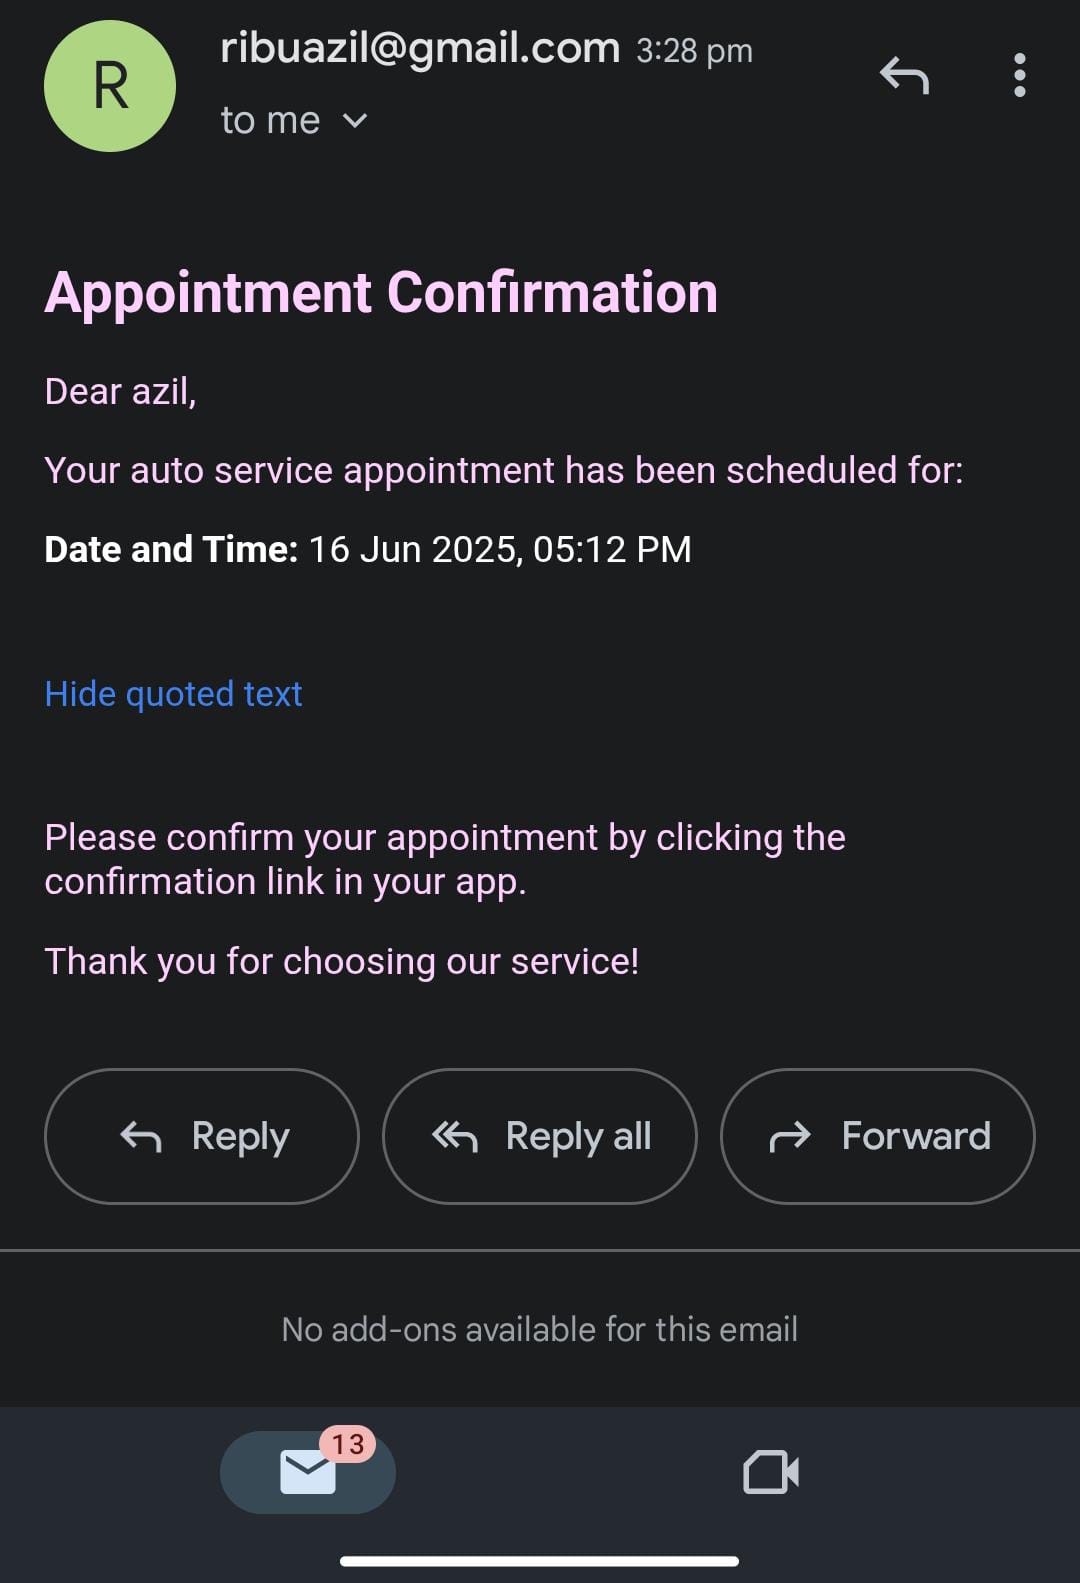 R
ribuazil@gmail.com 3:28 pm
to me
Appointment Confirmation
Dear azil,
Your auto service appointment has been scheduled for:
Date and Time: 16 Jun 2025, 05:12 PM
Hide quoted text
Please confirm your appointment by clicking the
confirmation link in your app.
Thank you for choosing our service!
Reply Reply all Forward
No add-ons available for this email
13